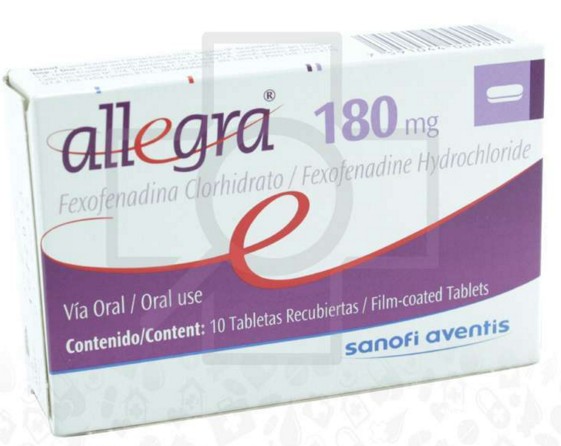 allegra®
180 mg
Fexofenadina Clorhidrato / Fexofenadine Hydrochloride
Vía Oral / Oral use
Contenido/Content: 10 Tabletas Recubiertas / Film-coated Tablets
sanofi aventis